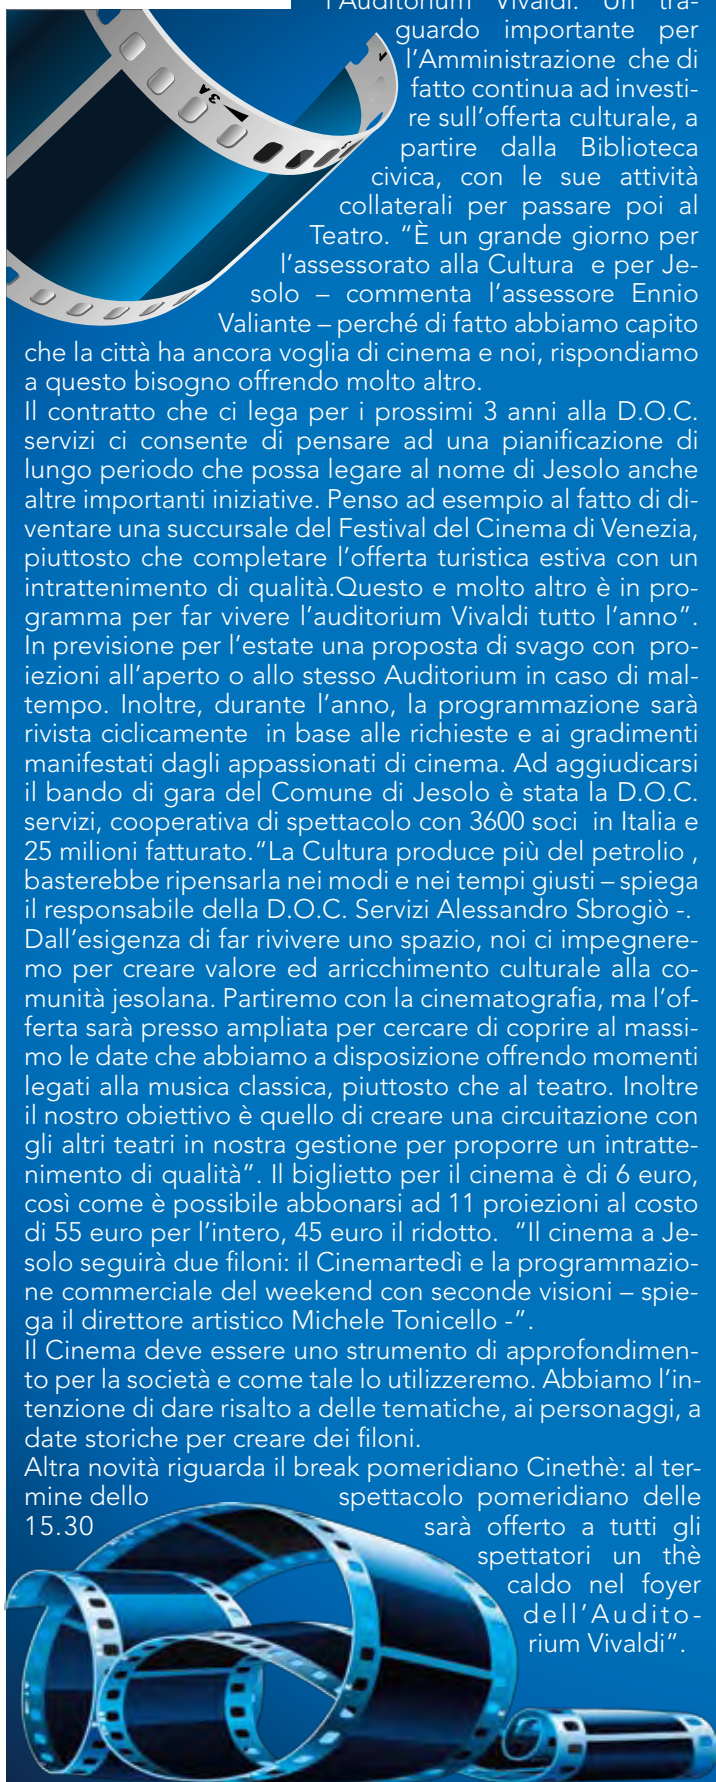 l'Auditorium Vivaldi. Un tra-
guardo importante per
l'Amministrazione che di
fatto continua ad investi-
re sull'offerta culturale, a
partire dalla Biblioteca
civica, con le sue attività
collaterali per passare poi al
Teatro. “È un grande giorno per
l'assessorato alla Cultura e per Je-
solo – commenta l'assessore Ennio
Valiante – perché di fatto abbiamo capito
che la città ha ancora voglia di cinema e noi, rispondiamo
a questo bisogno offrendo molto altro.
Il contratto che ci lega per i prossimi 3 anni alla D.O.C.
servizi ci consente di pensare ad una pianificazione di
lungo periodo che possa legare al nome di Jesolo anche
altre importanti iniziative. Penso ad esempio al fatto di di-
ventare una succursale del Festival del Cinema di Venezia,
piuttosto che completare l'offerta turistica estiva con un
intrattenimento di qualità.Questo e molto altro è in pro-
gramma per far vivere l'auditorium Vivaldi tutto l'anno”.
In previsione per l'estate una proposta di svago con pro-
iezioni all'aperto o allo stesso Auditorium in caso di mal-
tempo. Inoltre, durante l'anno, la programmazione sarà
rivista ciclicamente in base alle richieste e ai gradimenti
manifestati dagli appassionati di cinema. Ad aggiudicarsi
il bando di gara del Comune di Jesolo è stata la D.O.C.
servizi, cooperativa di spettacolo con 3600 soci in Italia e
25 milioni fatturato.“La Cultura produce più del petrolio ,
basterebbe ripensarla nei modi e nei tempi giusti – spiega
il responsabile della D.O.C. Servizi Alessandro Sbrogiò -.
Dall'esigenza di far rivivere uno spazio, noi ci impegnere-
mo per creare valore ed arricchimento culturale alla co-
munità jesolana. Partiremo con la cinematografia, ma l'of-
ferta sarà presso ampliata per cercare di coprire al massi-
mo le date che abbiamo a disposizione offrendo momenti
legati alla musica classica, piuttosto che al teatro. Inoltre
il nostro obiettivo è quello di creare una circuitazione con
gli altri teatri in nostra gestione per proporre un intratte-
nimento di qualità”. Il biglietto per il cinema è di 6 euro,
così come è possibile abbonarsi ad 11 proiezioni al costo
di 55 euro per l'intero, 45 euro il ridotto. “Il cinema a Je-
solo seguirà due filoni: il Cinemartedì e la programmazio-
ne commerciale del weekend con seconde visioni – spie-
ga il direttore artistico Michele Tonicello -”.
Il Cinema deve essere uno strumento di approfondimen-
to per la società e come tale lo utilizzeremo. Abbiamo l'in-
tenzione di dare risalto a delle tematiche, ai personaggi, a
date storiche per creare dei filoni.
Altra novità riguarda il break pomeridiano Cinethè: al ter-
mine dello spettacolo pomeridiano delle
15.30 sarà offerto a tutti gli
spettatori un thè
caldo nel foyer
dell'Audito-
rium Vivaldi”.
3A